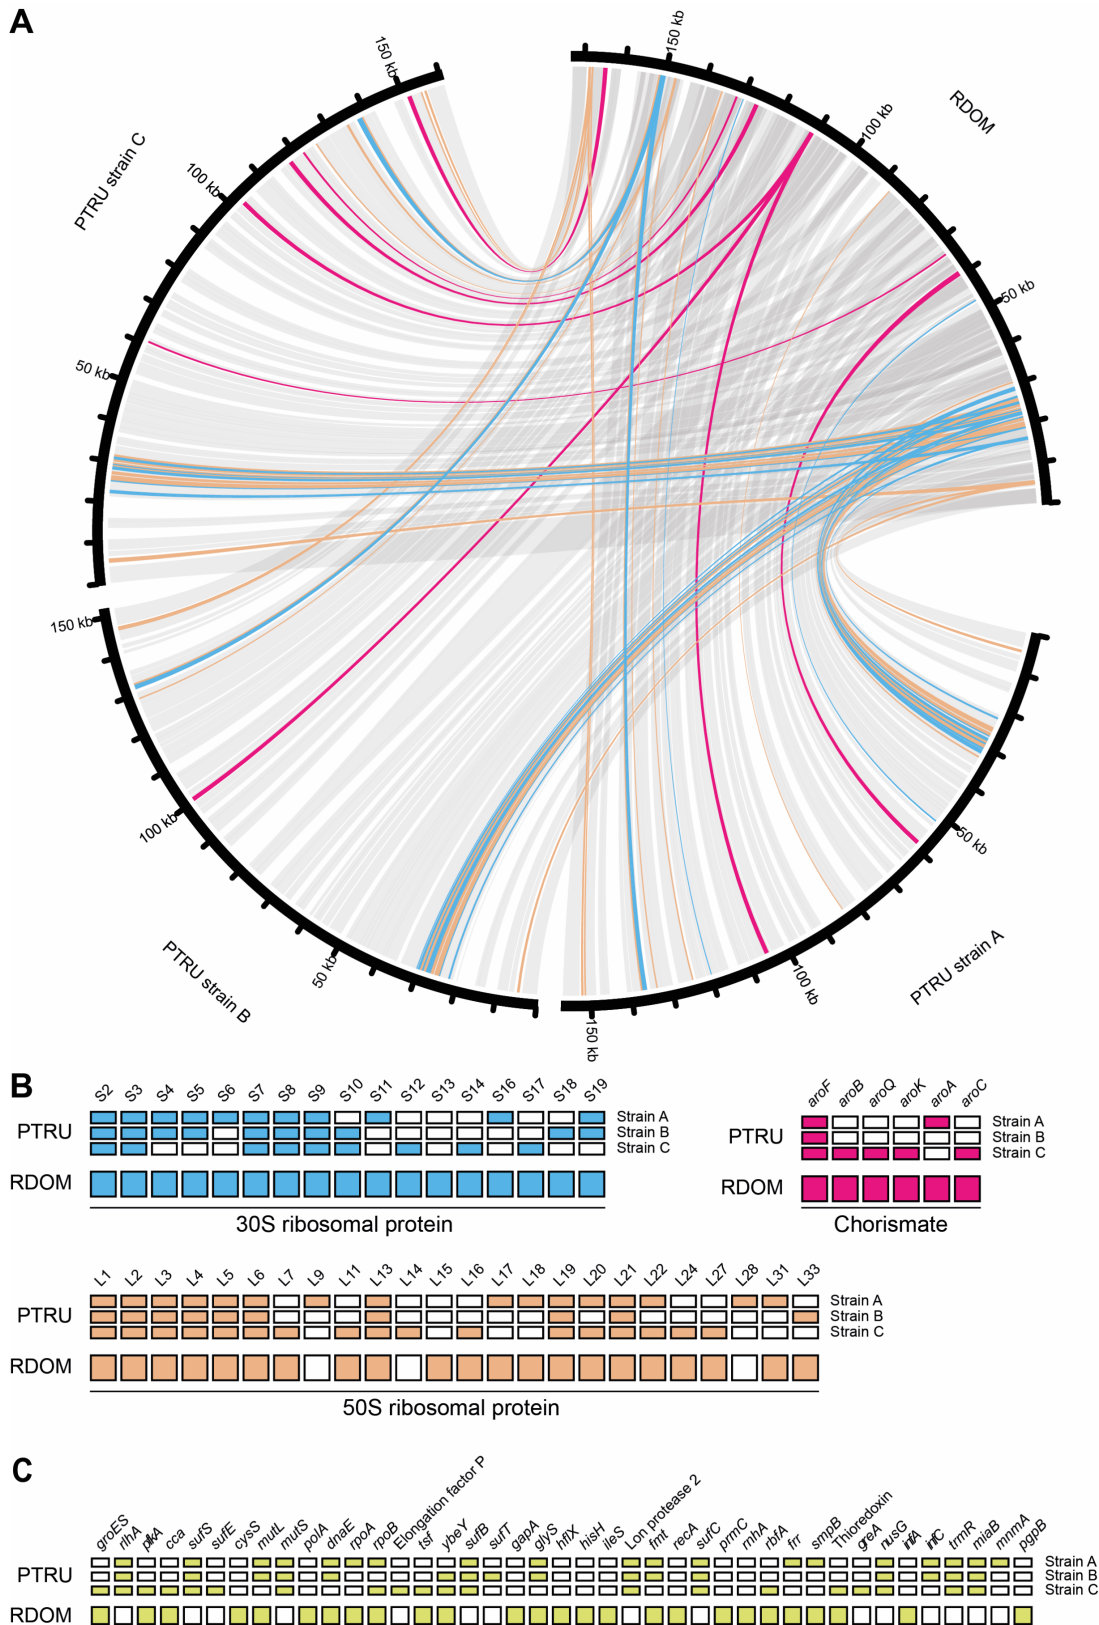 A
150 kb
150 kb
RDOM
100 kb
PTRU strain C
100 kb
50 kb
50 kb
150 kb
100 kb
50 kb
PTRU strain B
PTRU strain A
50 kb
100 kb
150 kb
B
S2 S3 S4 S5 S6 S7 S8 S9 S10 S11 S12 S13 S14 S16 S17 S18 S19
PTRU
Strain A
Strain B
Strain C
RDOM
30S ribosomal protein
aroF aroB aroQ aroK aroA aroC
PTRU
Strain A
Strain B
Strain C
RDOM
Chorismate
L1 L2 L3 L4 L5 L6 L7 L9 L11 L13 L14 L15 L16 L17 L18 L19 L20 L21 L22 L24 L27 L28 L31 L33
PTRU
Strain A
Strain B
Strain C
RDOM
50S ribosomal protein
C
groES rlhA pfkA cca sufS sufE cysS mutL mutS polA dnaE rpoA rpoB Elongation factor P tsf ybeY sufB sufT gapA glyS hflX hisH ileS Lon protease 2 fmt recA sufC prmC rnhA rbfA frr smpB Thioredoxin greA nusG infA infC trmR miaB mnmA pgpB
PTRU
Strain A
Strain B
Strain C
RDOM